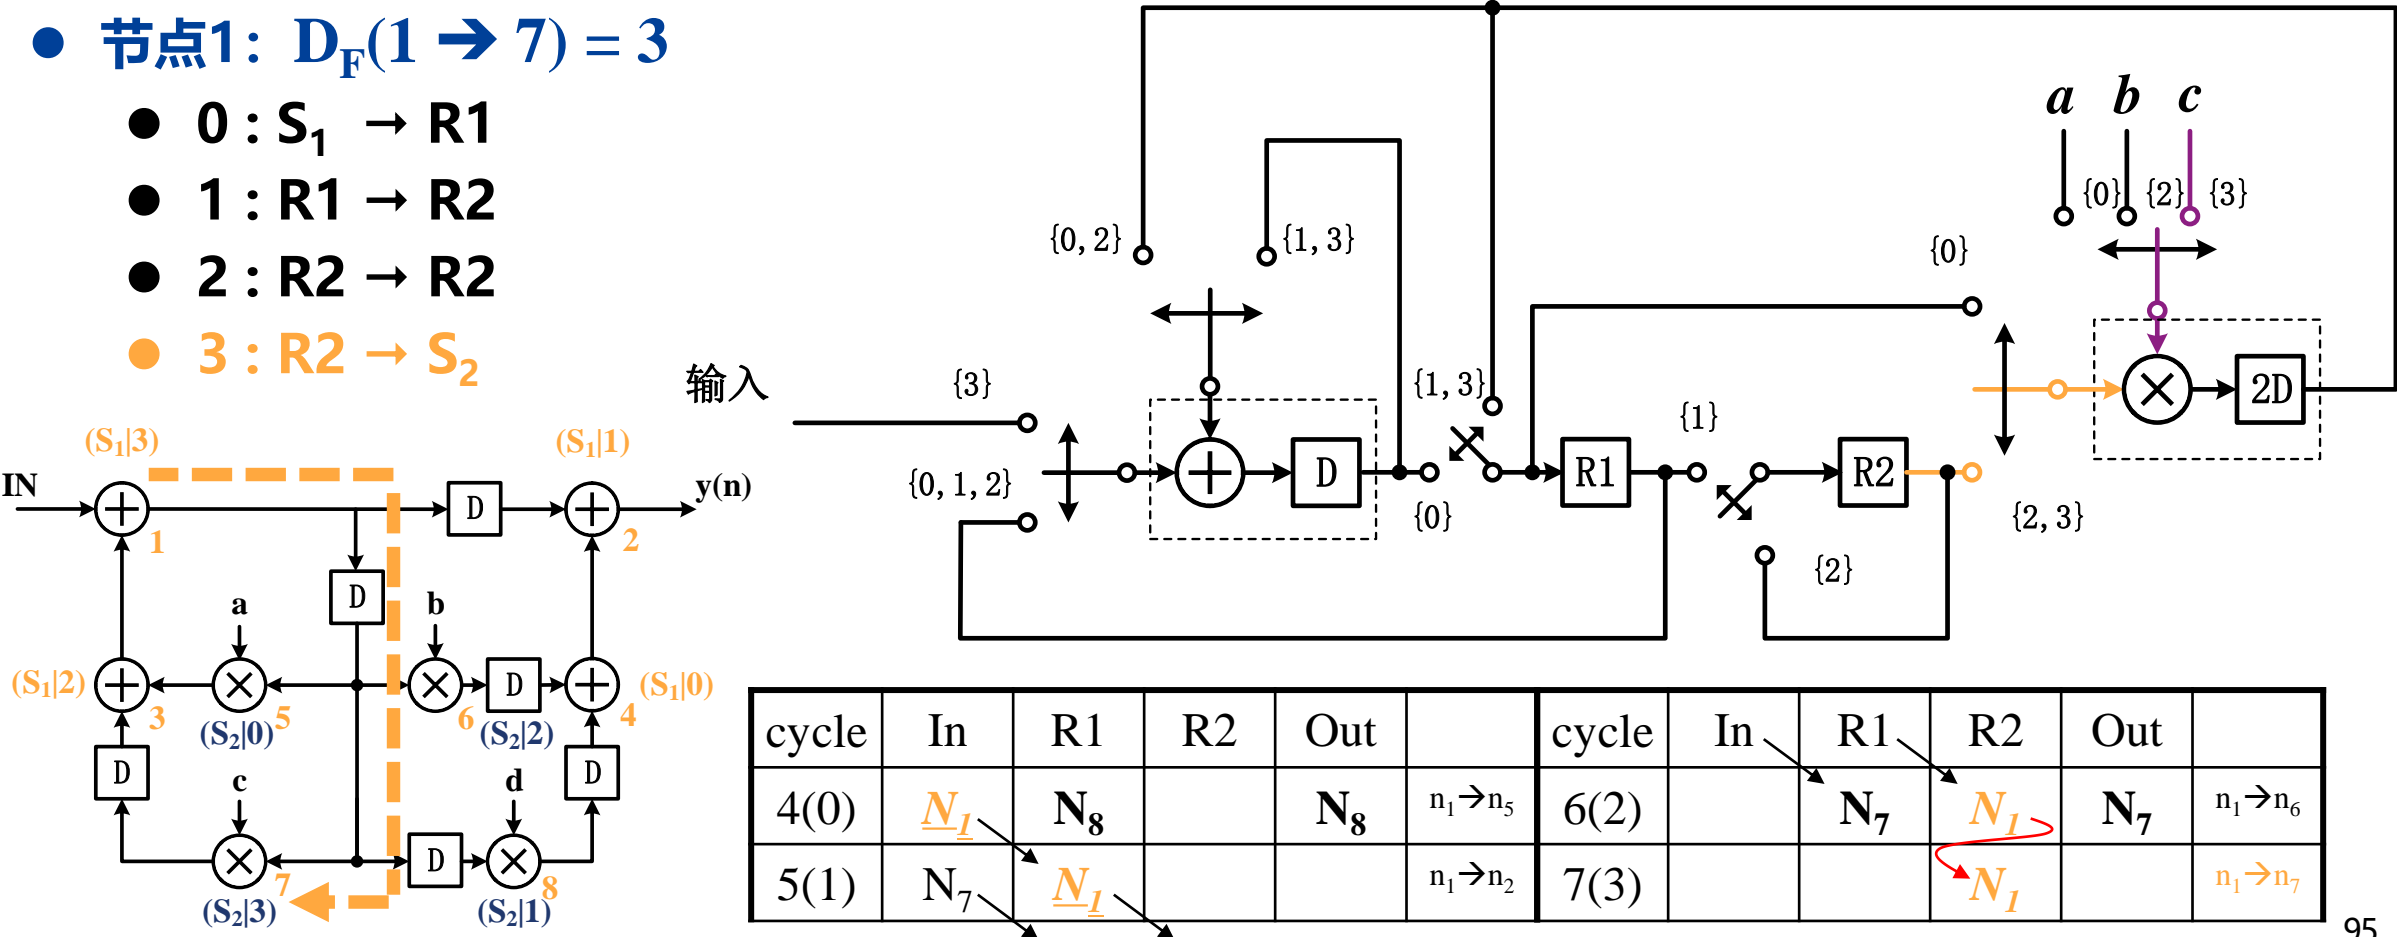 ● 节点1: D_F(1 → 7) = 3
● 0 : S₁ → R1
● 1 : R1 → R2
● 2 : R2 → R2
● 3 : R2 → S₂
a b c
{0} {2} {3}
{0, 2} {1, 3}
{0}
输入
{3}
{0, 1, 2}
D
{1, 3}
{0}
R1
{1}
R2
{2}
{2, 3}
2D
(S₁|3) (S₁|1)
IN
D
y(n)
1 2
D
a b
(S₁|2)
D
(S₁|0)
3 5 6 4
(S₂|0) (S₂|2)
D
c d
D
D
7 8
(S₂|3) (S₂|1)
cycle In R1 R2 Out cycle In R1 R2 Out
4(0) N₁ N₈ N₈ n₁→n₅ 6(2) N₇ N₁ N₇ n₁→n₆
5(1) N₇ N₁ n₁→n₂ 7(3) N₁ n₁→n₇
95